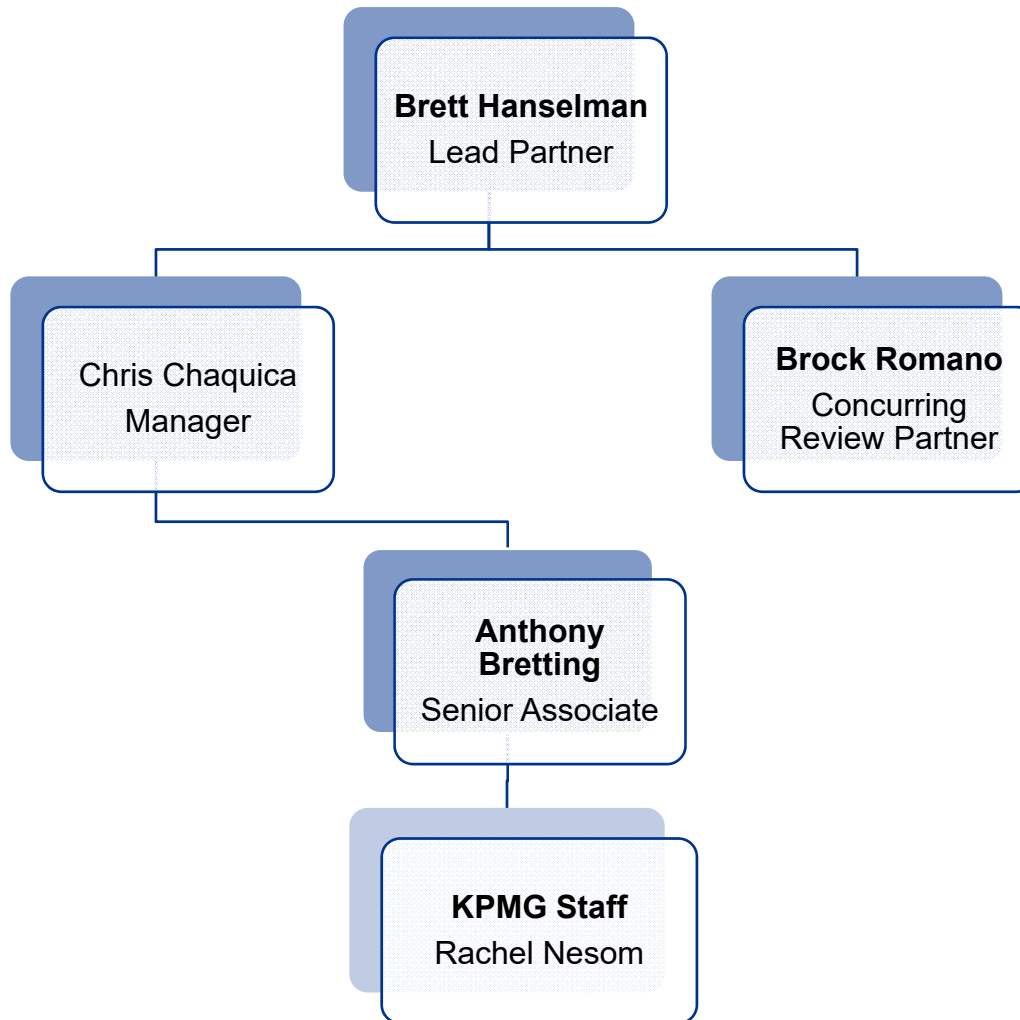 Brett Hanselman
Lead Partner
Chris Chaquica
Manager
Brock Romano
Concurring
Review Partner
Anthony
Bretting
Senior Associate
KPMG Staff
Rachel Nesom